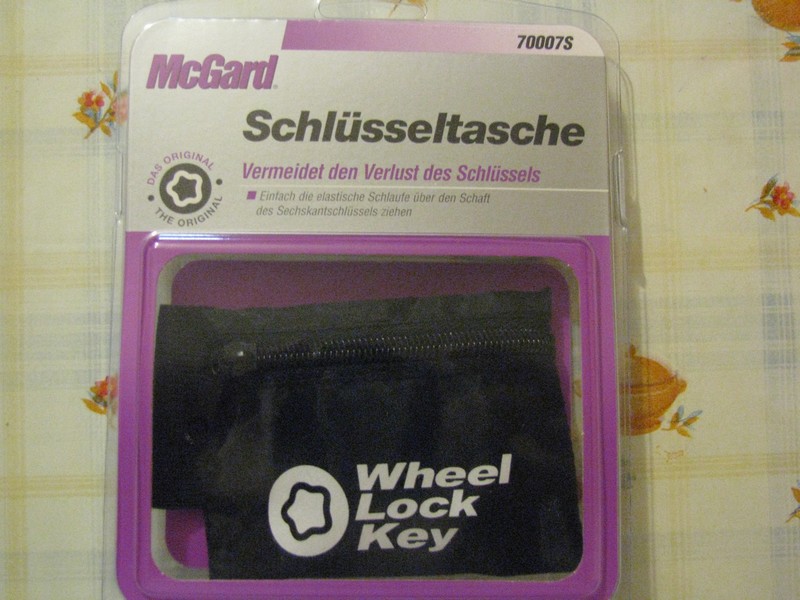 70007S
McGard®
Schlüsseltasche
Vermeidet den Verlust des Schlüssels
Einfach die elastische Schlaufe über den Schaft
des Sechskantschlüssels ziehen
DAS ORIGINAL
THE ORIGINAL
Wheel
Lock
Key